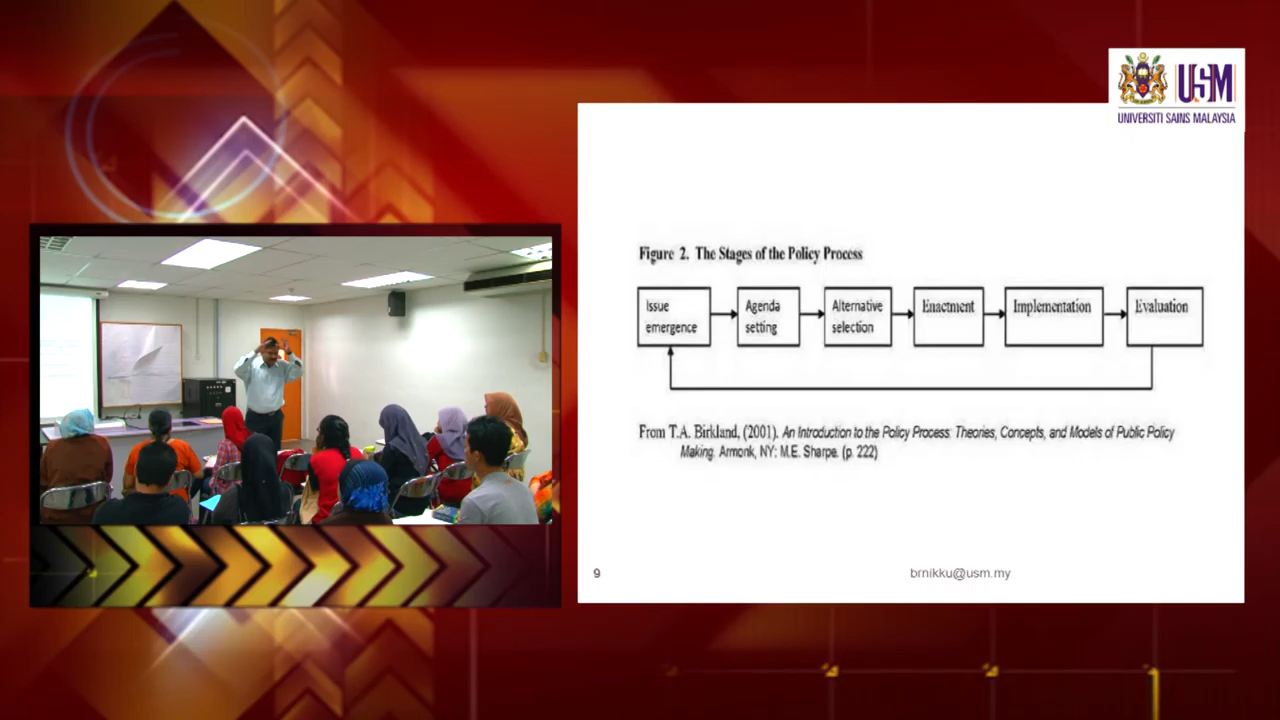 USM
UNIVERSITI SAINS MALAYSIA
Figure 2. The Stages of the Policy Process
Issue
emergence
Agenda
setting
Alternative
selection
Enactment
Implementation
Evaluation
From T.A. Birkland, (2001). An Introduction to the Policy Process: Theories, Concepts, and Models of Public Policy
Making. Armonk, NY: M.E. Sharpe. (p. 222)
9
brnikku@usm.my